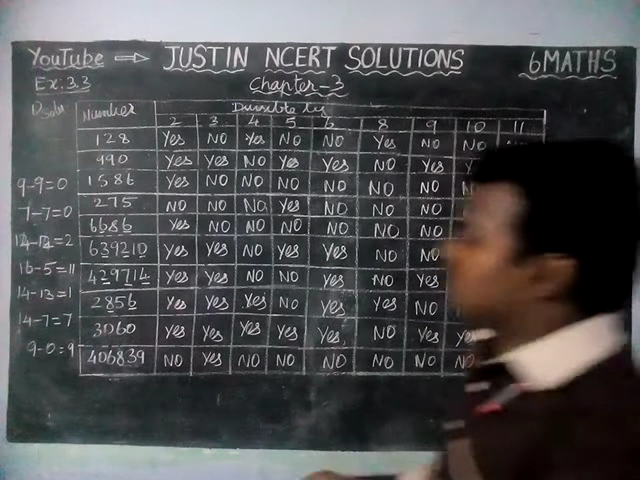 YouTube ⇒ JUSTIN NCERT SOLUTIONS 6 MATHS
Ex:3.3 Chapter-3
Number Divisible by
2 3 4 5 6 8 9 10 11
128 Yes NO Yes NO NO Yes NO NO
990 Yes Yes NO Yes Yes NO Yes Yes
9-9=0 1586 Yes NO NO NO NO NO NO
7-7=0 275 NO NO NO Yes NO NO NO
6686 Yes NO NO NO NO NO NO
14-12=2 639210 Yes Yes NO Yes Yes NO NO
16-5=11 429714 Yes Yes NO NO Yes NO Yes
14-13=1 2856 Yes Yes Yes NO Yes Yes NO
14-7=7 3060 Yes Yes Yes Yes Yes, NO Yes Yes
9-0=9 406839 NO Yes NO NO NO NO NO NO